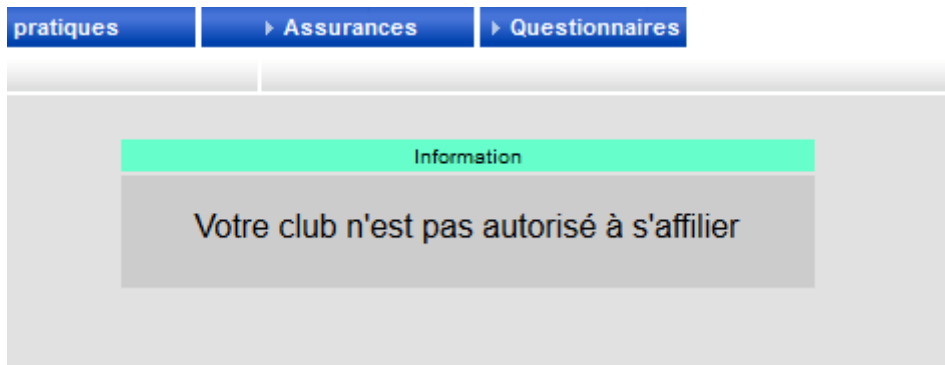 pratiques Assurances Questionnaires
Information
Votre club n'est pas autorisé à s'affilier